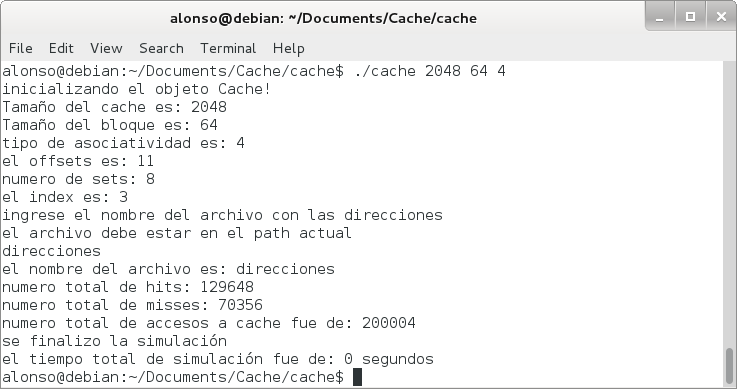 alonso@debian: ~/Documents/Cache/cache
File Edit View Search Terminal Help
alonso@debian:~/Documents/Cache/cache$ ./cache 2048 64 4
inicializando el objeto Cache!
Tamaño del cache es: 2048
Tamaño del bloque es: 64
tipo de asociatividad es: 4
el offsets es: 11
numero de sets: 8
el index es: 3
ingrese el nombre del archivo con las direcciones
el archivo debe estar en el path actual
direcciones
el nombre del archivo es: direcciones
numero total de hits: 129648
numero total de misses: 70356
numero total de accesos a cache fue de: 200004
se finalizo la simulación
el tiempo total de simulación fue de: 0 segundos
alonso@debian:~/Documents/Cache/cache$